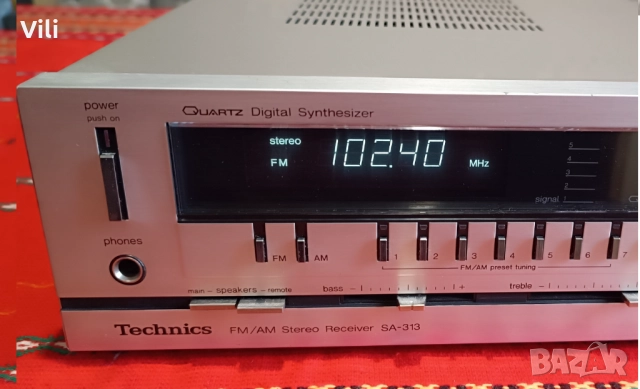 Vili
power
push on
QUARTZ Digital Synthesizer
stereo
FM 102.40 MHz
5
4
3
2
1
signal
phones
FM AM 1 2 3 4 5 6 7
FM/AM preset tuning
main - speakers - remote bass - + treble -
Technics FM/AM Stereo Receiver SA-313
BAZAR